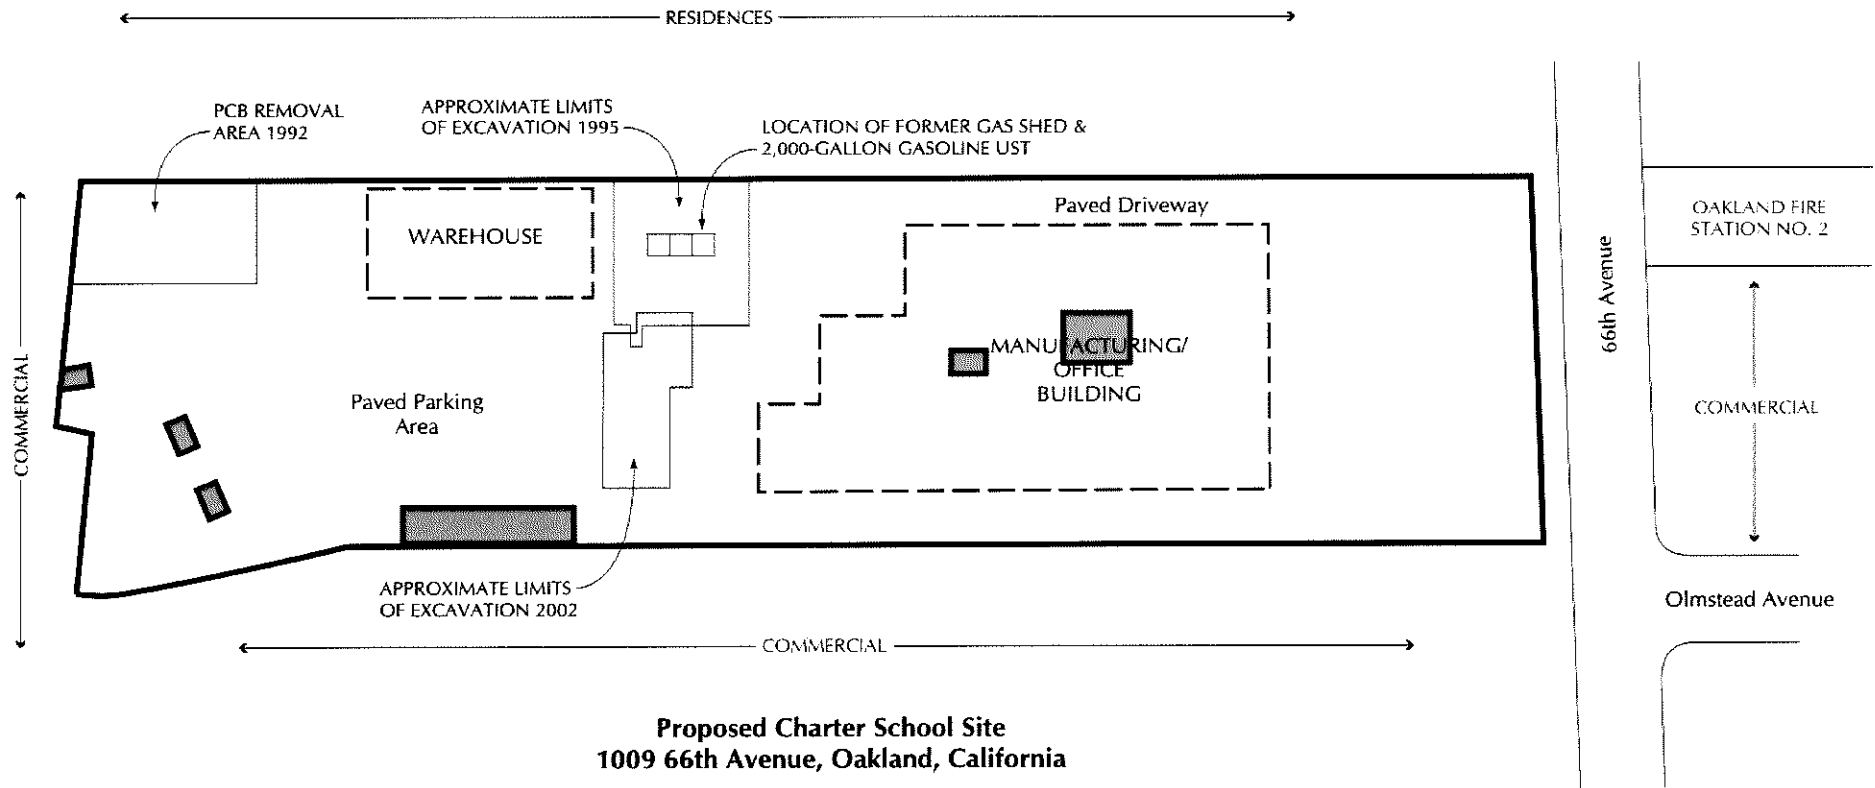 RESIDENCES
PCB REMOVAL
AREA 1992
APPROXIMATE LIMITS
OF EXCAVATION 1995
LOCATION OF FORMER GAS SHED &
2,000-GALLON GASOLINE UST
WAREHOUSE
Paved Driveway
OAKLAND FIRE
STATION NO. 2
66th Avenue
MANUFACTURING/
OFFICE
BUILDING
COMMERCIAL
Paved Parking
Area
COMMERCIAL
APPROXIMATE LIMITS
OF EXCAVATION 2002
Olmstead Avenue
COMMERCIAL
Proposed Charter School Site
1009 66th Avenue, Oakland, California